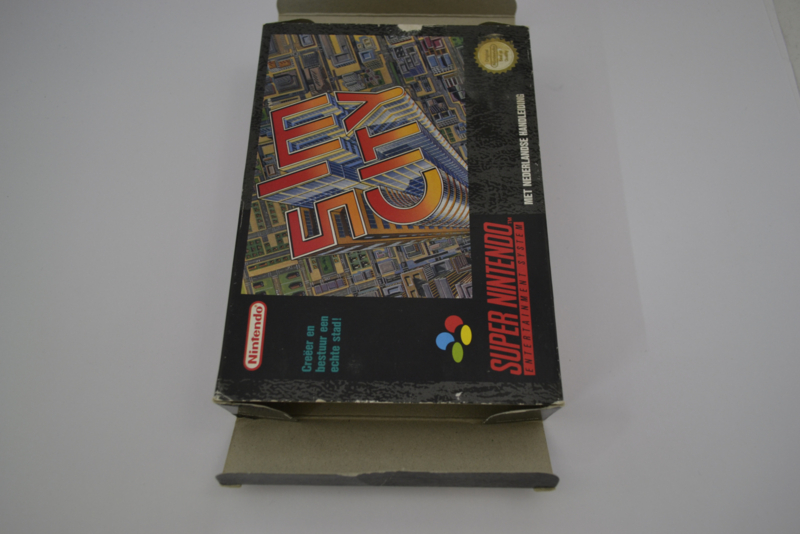 SIM
CITY
Nintendo
Creëer en
bestuur een
echte stad!
SUPER NINTENDO
ENTERTAINMENT SYSTEM
MET NEDERLANDSE HANDLEIDING